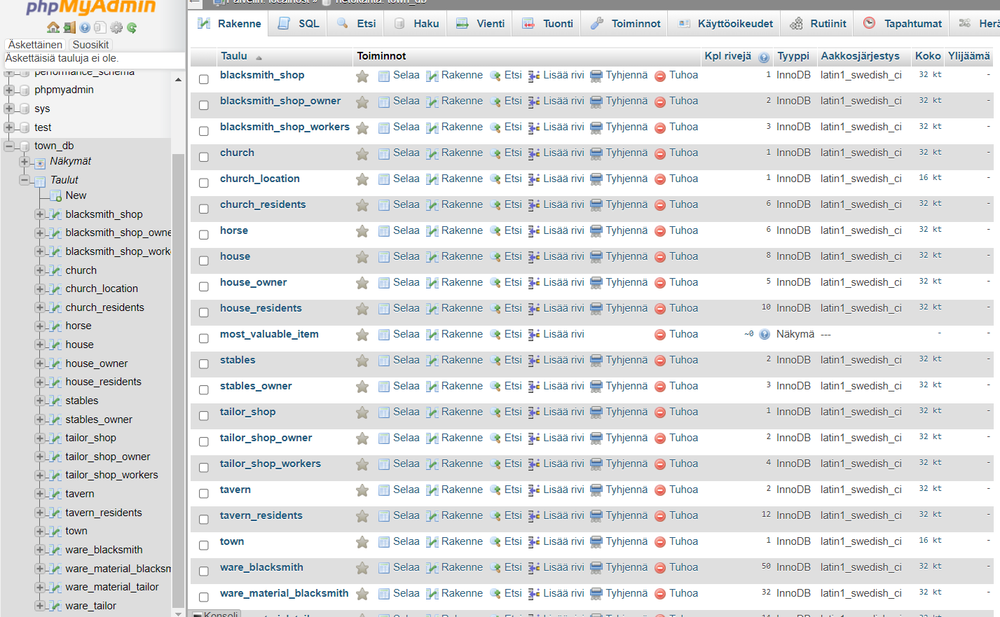 phpMyAdmin
Äskettäinen Suosikit
Äskettäisiä tauluja ei ole.
performance_schema
phpmyadmin
sys
test
town_db
Näkymät
Taulut
New
blacksmith_shop
blacksmith_shop_owne
blacksmith_shop_work
church
church_location
church_residents
horse
house
house_owner
house_residents
stables
stables_owner
tailor_shop
tailor_shop_owner
tailor_shop_workers
tavern
tavern_residents
town
ware_blacksmith
ware_material_blacksm
ware_material_tailor
ware_tailor
Palvelin: localhost » Tietokanta: town_db
Rakenne SQL Etsi Haku Vienti Tuonti Toiminnot Käyttöoikeudet Rutiinit Tapahtumat Herä
Taulu Toiminnot Kpl rivejä Tyyppi Aakkosjärjestys Koko Ylijäämä
blacksmith_shop Selaa Rakenne Etsi Lisää rivi Tyhjennä Tuhoa 1 InnoDB latin1_swedish_ci 32 kt -
blacksmith_shop_owner Selaa Rakenne Etsi Lisää rivi Tyhjennä Tuhoa 2 InnoDB latin1_swedish_ci 32 kt -
blacksmith_shop_workers Selaa Rakenne Etsi Lisää rivi Tyhjennä Tuhoa 3 InnoDB latin1_swedish_ci 32 kt -
church Selaa Rakenne Etsi Lisää rivi Tyhjennä Tuhoa 1 InnoDB latin1_swedish_ci 32 kt -
church_location Selaa Rakenne Etsi Lisää rivi Tyhjennä Tuhoa 1 InnoDB latin1_swedish_ci 16 kt -
church_residents Selaa Rakenne Etsi Lisää rivi Tyhjennä Tuhoa 6 InnoDB latin1_swedish_ci 32 kt -
horse Selaa Rakenne Etsi Lisää rivi Tyhjennä Tuhoa 6 InnoDB latin1_swedish_ci 32 kt -
house Selaa Rakenne Etsi Lisää rivi Tyhjennä Tuhoa 8 InnoDB latin1_swedish_ci 32 kt -
house_owner Selaa Rakenne Etsi Lisää rivi Tyhjennä Tuhoa 5 InnoDB latin1_swedish_ci 32 kt -
house_residents Selaa Rakenne Etsi Lisää rivi Tyhjennä Tuhoa 10 InnoDB latin1_swedish_ci 32 kt -
most_valuable_item Selaa Rakenne Etsi Lisää rivi Tuhoa ~0 Näkymä --- - -
stables Selaa Rakenne Etsi Lisää rivi Tyhjennä Tuhoa 2 InnoDB latin1_swedish_ci 32 kt -
stables_owner Selaa Rakenne Etsi Lisää rivi Tyhjennä Tuhoa 3 InnoDB latin1_swedish_ci 32 kt -
tailor_shop Selaa Rakenne Etsi Lisää rivi Tyhjennä Tuhoa 1 InnoDB latin1_swedish_ci 32 kt -
tailor_shop_owner Selaa Rakenne Etsi Lisää rivi Tyhjennä Tuhoa 2 InnoDB latin1_swedish_ci 32 kt -
tailor_shop_workers Selaa Rakenne Etsi Lisää rivi Tyhjennä Tuhoa 4 InnoDB latin1_swedish_ci 32 kt -
tavern Selaa Rakenne Etsi Lisää rivi Tyhjennä Tuhoa 2 InnoDB latin1_swedish_ci 32 kt -
tavern_residents Selaa Rakenne Etsi Lisää rivi Tyhjennä Tuhoa 12 InnoDB latin1_swedish_ci 32 kt -
town Selaa Rakenne Etsi Lisää rivi Tyhjennä Tuhoa 1 InnoDB latin1_swedish_ci 16 kt -
ware_blacksmith Selaa Rakenne Etsi Lisää rivi Tyhjennä Tuhoa 50 InnoDB latin1_swedish_ci 32 kt -
ware_material_blacksmith Selaa Rakenne Etsi Lisää rivi Tyhjennä Tuhoa 32 InnoDB latin1_swedish_ci 32 kt -
Konsoli